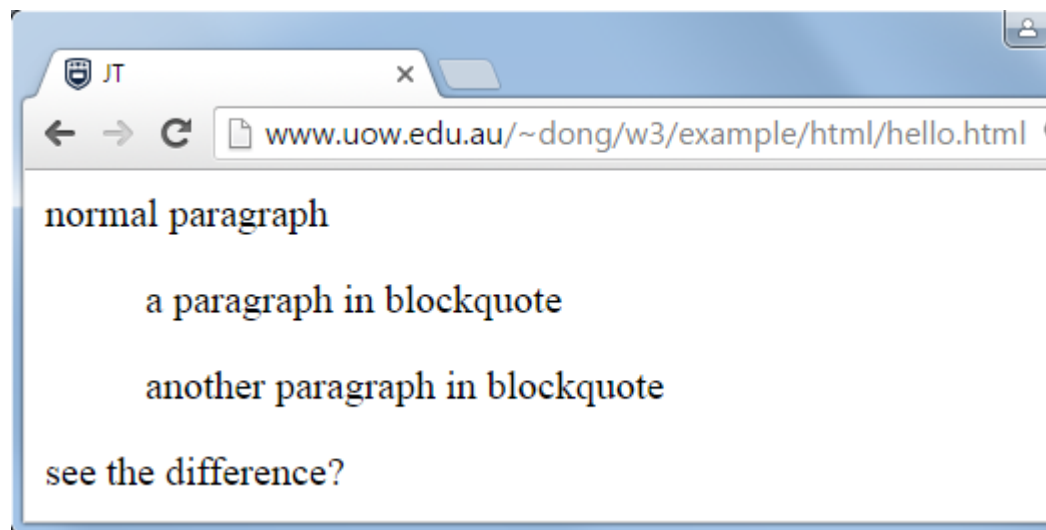 JT
www.uow.edu.au/~dong/w3/example/html/hello.html
normal paragraph
a paragraph in blockquote
another paragraph in blockquote
see the difference?